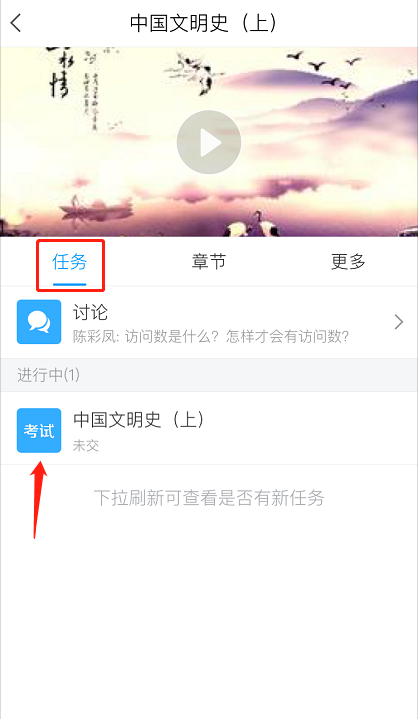 中国文明史（上）
任务
章节
更多
讨论
陈彩凤: 访问数是什么？怎样才会有访问数？
进行中(1)
考试
中国文明史（上）
未交
下拉刷新可查看是否有新任务